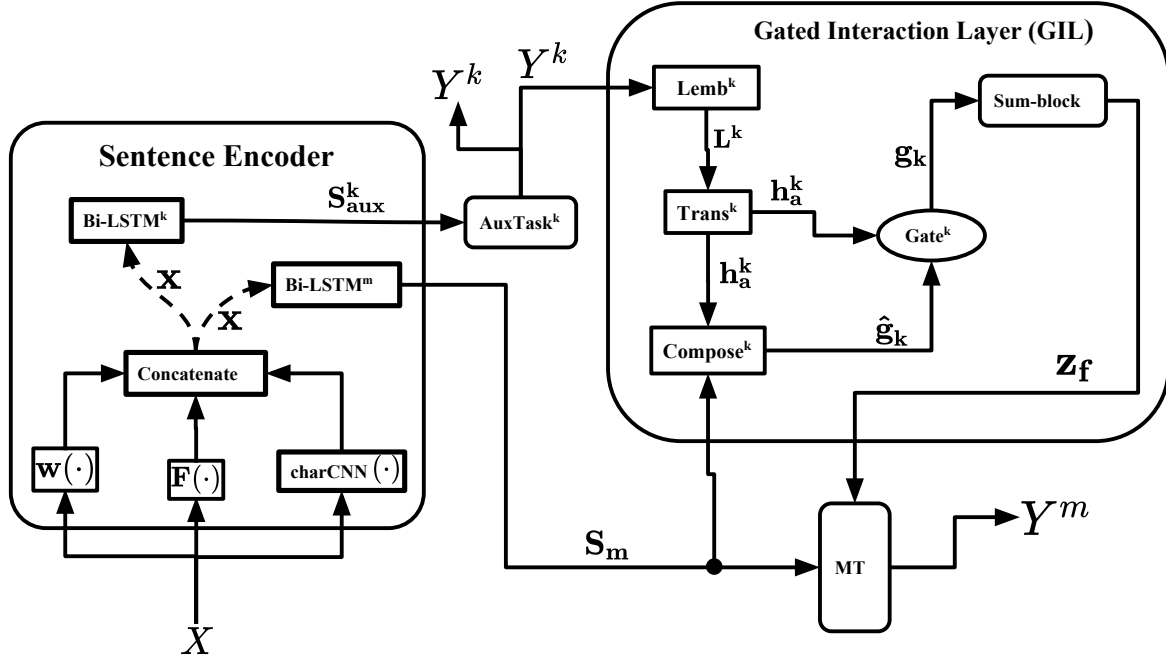 Gated Interaction Layer (GIL)
Y^k
Y^k
Lemb^k
Sum-block
L^k
g_k
Sentence Encoder
S_aux^k
h_a^k
Bi-LSTM^k
AuxTask^k
Trans^k
Gate^k
x
Bi-LSTM^m
h_a^k
x
ĝ_k
Compose^k
Concatenate
z_f
w(·)
F(·)
charCNN(·)
S_m
Y^m
MT
X